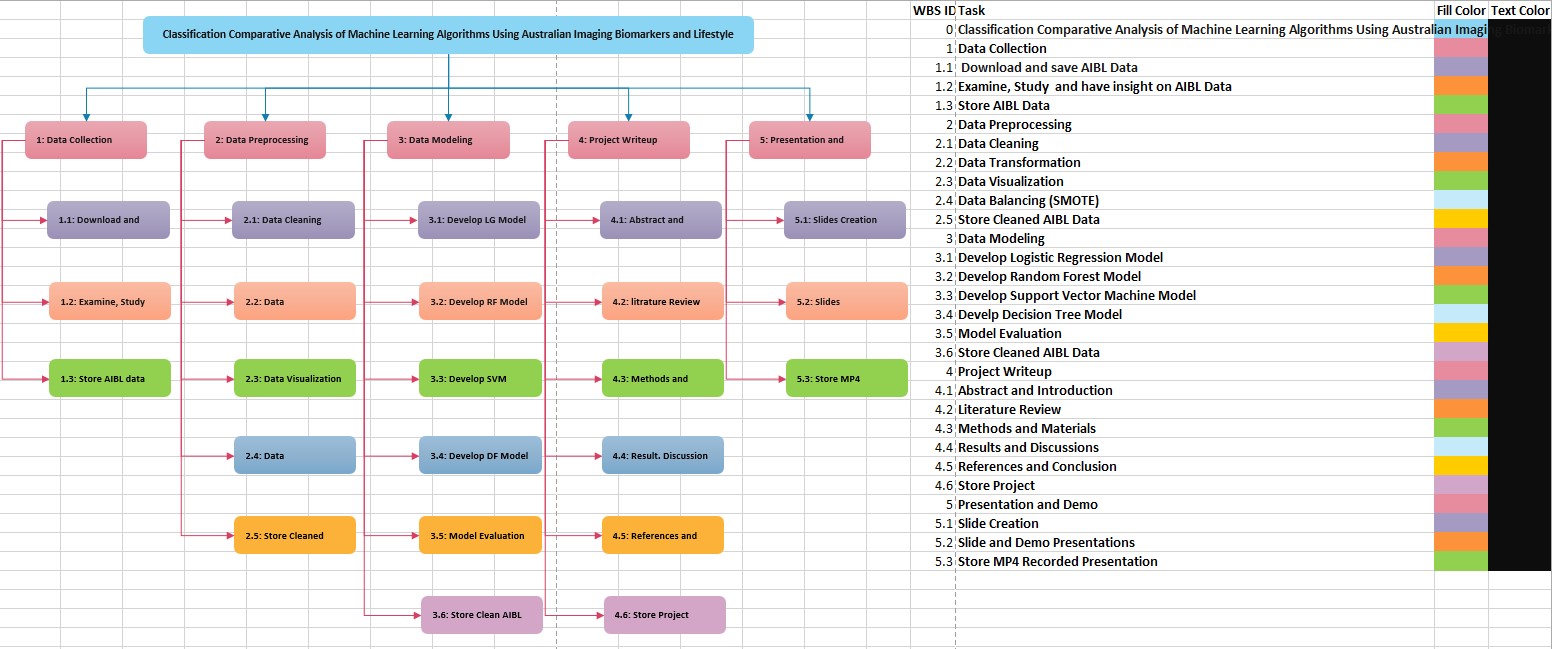 Classification Comparative Analysis of Machine Learning Algorithms Using Australian Imaging Biomarkers and Lifestyle
1: Data Collection
2: Data Preprocessing
3: Data Modeling
4: Project Writeup
5: Presentation and
1.1: Download and
2.1: Data Cleaning
3.1: Develop LG Model
4.1: Abstract and
5.1: Slides Creation
1.2: Examine, Study
2.2: Data
3.2: Develop RF Model
4.2: litrature Review
5.2: Slides
1.3: Store AIBL data
2.3: Data Visualization
3.3: Develop SVM
4.3: Methods and
5.3: Store MP4
2.4: Data
3.4: Develop DF Model
4.4: Result. Discussion
2.5: Store Cleaned
3.5: Model Evaluation
4.5: References and
3.6: Store Clean AIBL
4.6: Store Project
WBS ID Task Fill Color Text Color
0 Classification Comparative Analysis of Machine Learning Algorithms Using Australian Imaging Biomar
1 Data Collection
1.1 Download and save AIBL Data
1.2 Examine, Study and have insight on AIBL Data
1.3 Store AIBL Data
2 Data Preprocessing
2.1 Data Cleaning
2.2 Data Transformation
2.3 Data Visualization
2.4 Data Balancing (SMOTE)
2.5 Store Cleaned AIBL Data
3 Data Modeling
3.1 Develop Logistic Regression Model
3.2 Develop Random Forest Model
3.3 Develop Support Vector Machine Model
3.4 Develp Decision Tree Model
3.5 Model Evaluation
3.6 Store Cleaned AIBL Data
4 Project Writeup
4.1 Abstract and Introduction
4.2 Literature Review
4.3 Methods and Materials
4.4 Results and Discussions
4.5 References and Conclusion
4.6 Store Project
5 Presentation and Demo
5.1 Slide Creation
5.2 Slide and Demo Presentations
5.3 Store MP4 Recorded Presentation